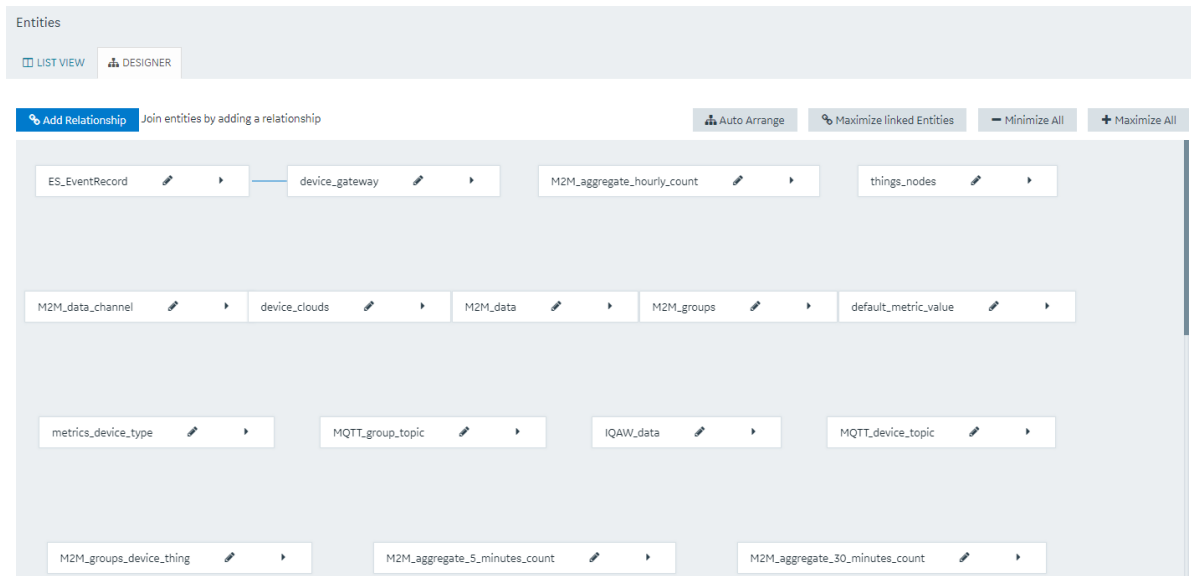 Entities
LIST VIEW DESIGNER
Add Relationship Join entities by adding a relationship Auto Arrange Maximize linked Entities Minimize All Maximize All
ES_EventRecord device_gateway M2M_aggregate_hourly_count things_nodes
M2M_data_channel device_clouds M2M_data M2M_groups default_metric_value
metrics_device_type MQTT_group_topic IQAW_data MQTT_device_topic
M2M_groups_device_thing M2M_aggregate_5_minutes_count M2M_aggregate_30_minutes_count